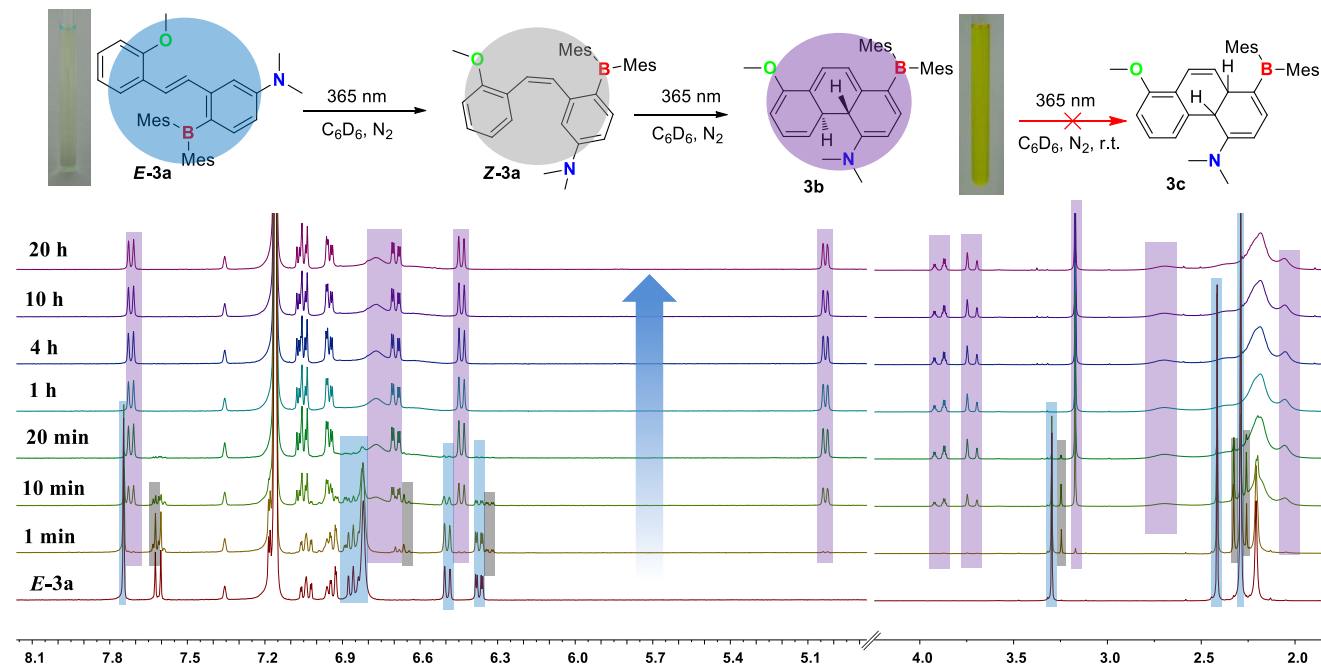 O
N
Mes
B
Mes
E-3a
365 nm
C6D6, N2
O
Mes
B
Mes
N
Z-3a
365 nm
C6D6, N2
O
Mes
B
Mes
H
H
N
3b
365 nm
C6D6, N2, r.t.
O
Mes
B
Mes
H
H
N
3c
20 h
10 h
4 h
1 h
20 min
10 min
1 min
E-3a
8.1 7.8 7.5 7.2 6.9 6.6 6.3 6.0 5.7 5.4 5.1 4.0 3.5 3.0 2.5 2.0